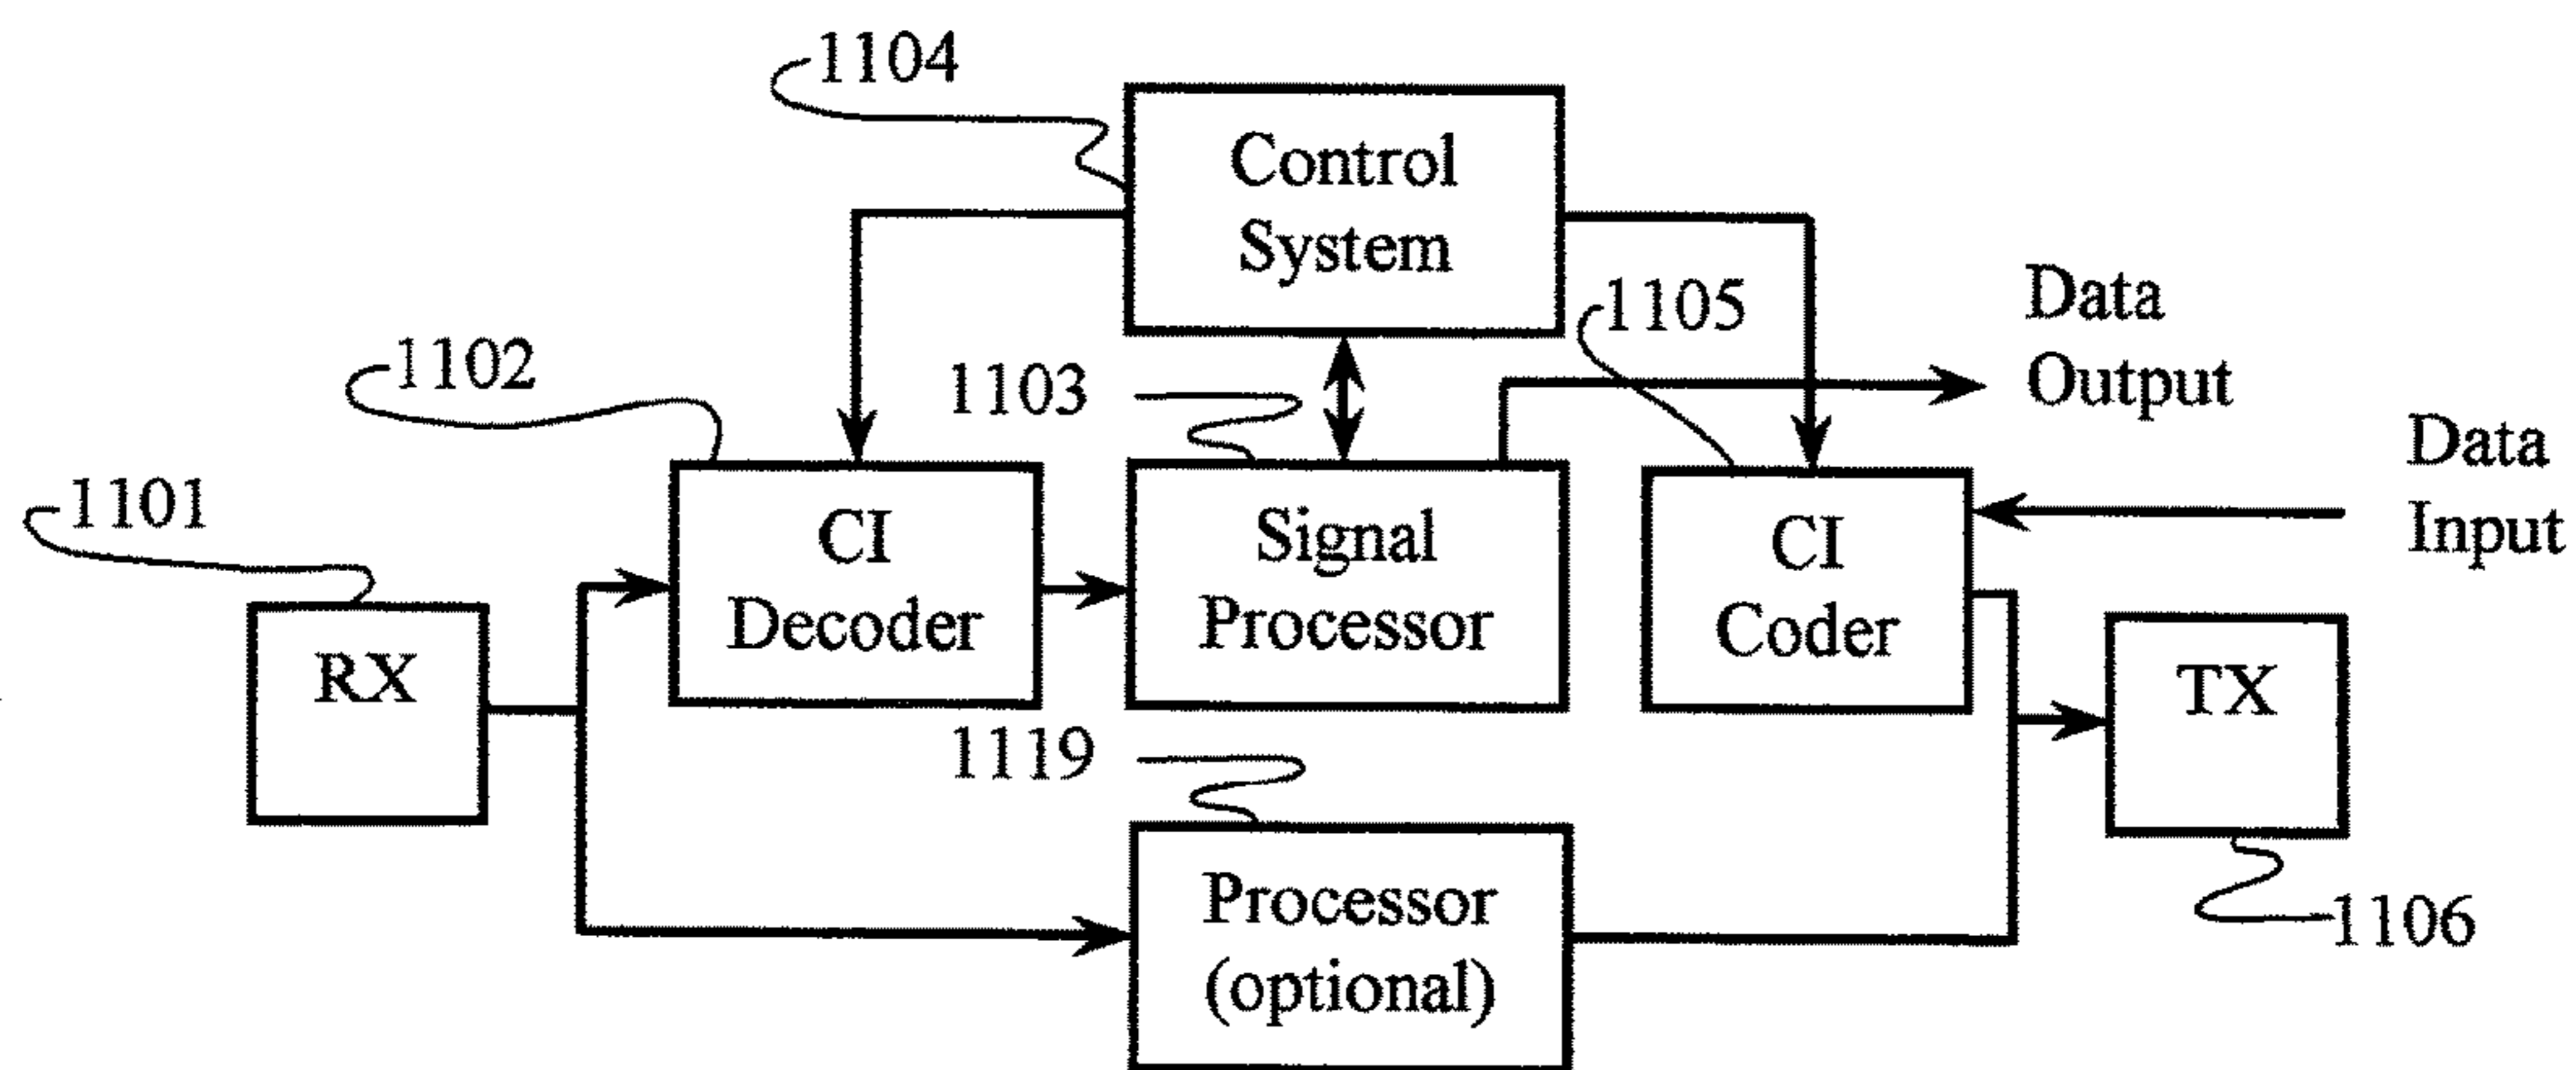 1104
Control
System
1105
Data
Output
1102
1103
Data
Input
1101
CI
Decoder
Signal
Processor
CI
Coder
RX
TX
1119
Processor
(optional)
1106